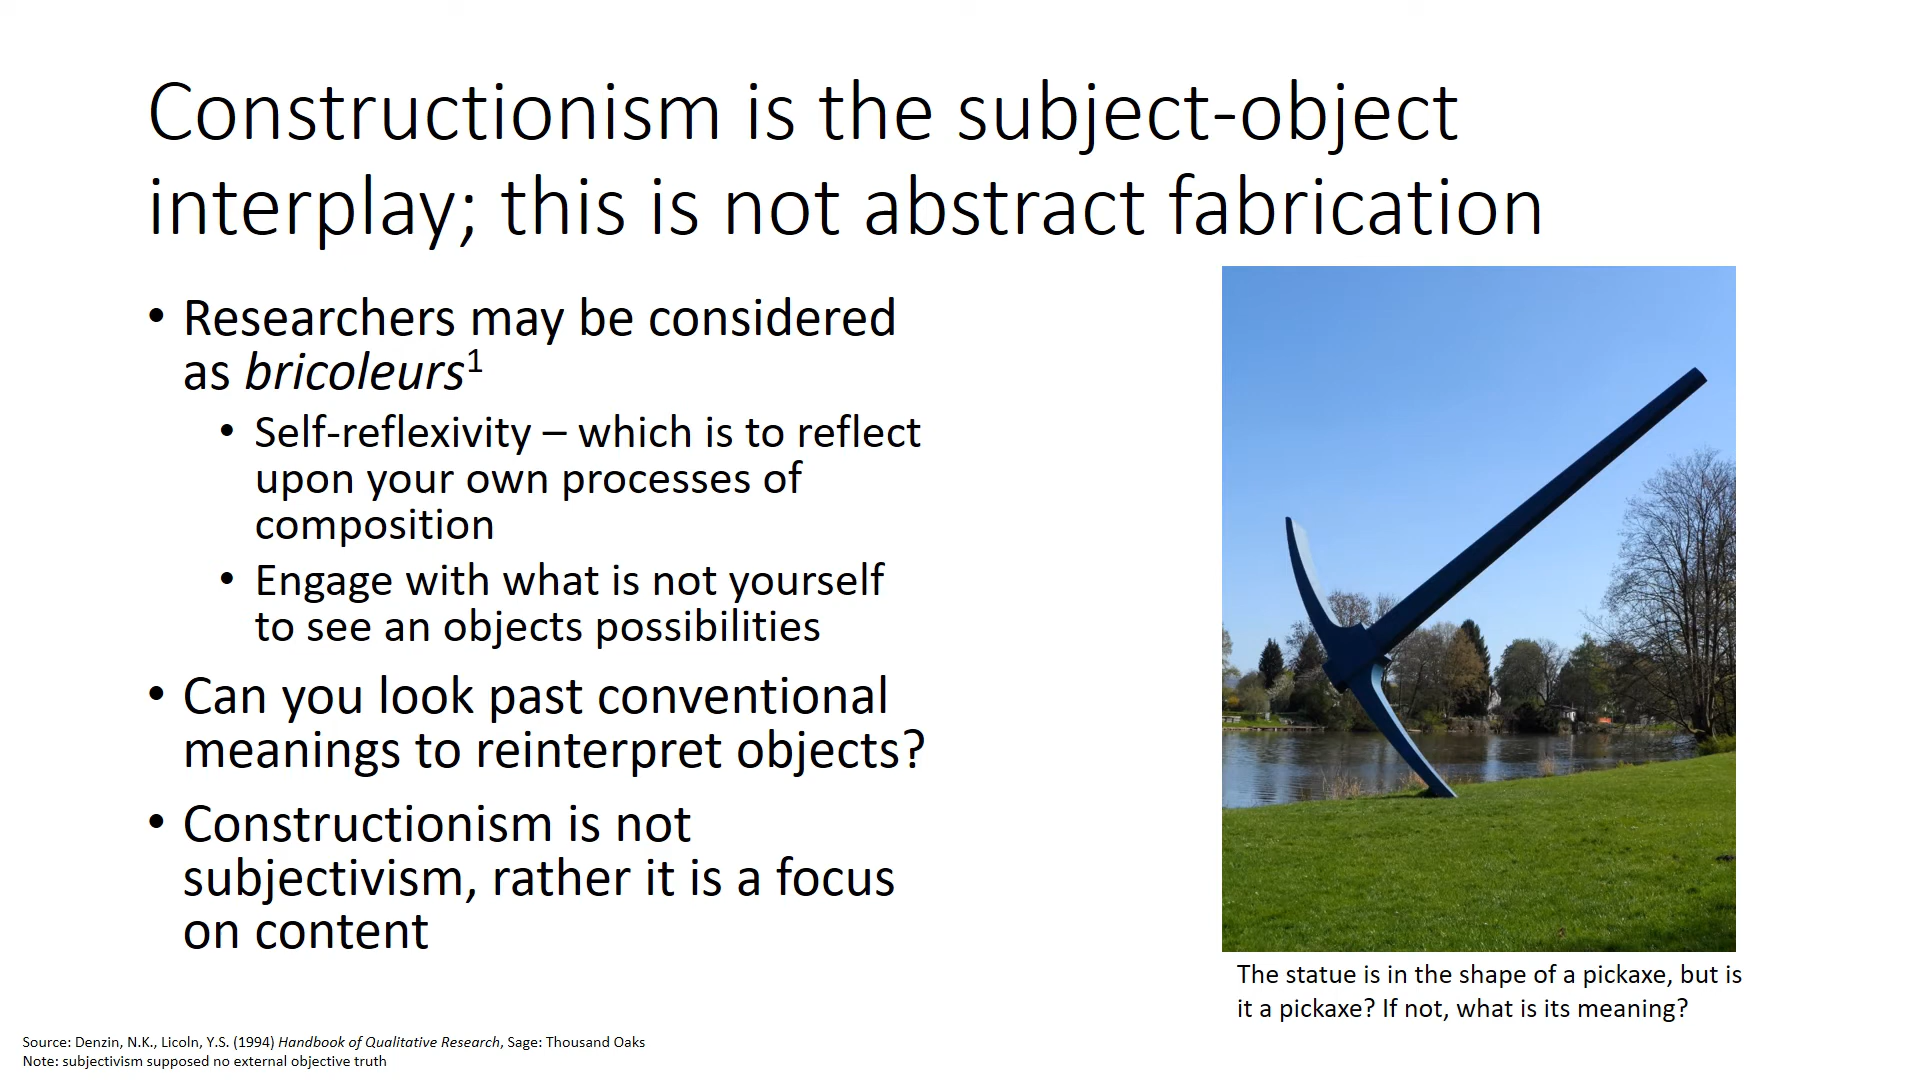 Constructionism is the subject-object
interplay; this is not abstract fabrication
• Researchers may be considered
as bricoleurs¹
• Self-reflexivity – which is to reflect
upon your own processes of
composition
• Engage with what is not yourself
to see an objects possibilities
• Can you look past conventional
meanings to reinterpret objects?
• Constructionism is not
subjectivism, rather it is a focus
on content
The statue is in the shape of a pickaxe, but is
it a pickaxe? If not, what is its meaning?
Source: Denzin, N.K., Licoln, Y.S. (1994) Handbook of Qualitative Research, Sage: Thousand Oaks
Note: subjectivism supposed no external objective truth